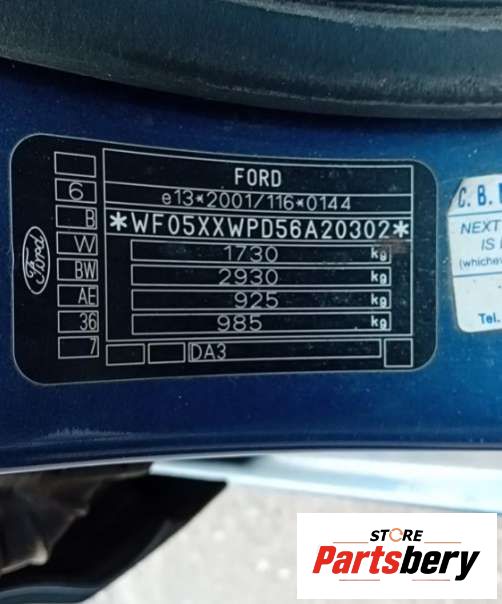 FORD
e13*2001/116*0144
*WF05XXWPD56A20302*
1730 kg
2930 kg
925 kg
985 kg
DA3
6
B
W
BW
AE
36
7
Ford
C. B.
NEXT
IS
(whiche
Tel.
STORE
Partsbery